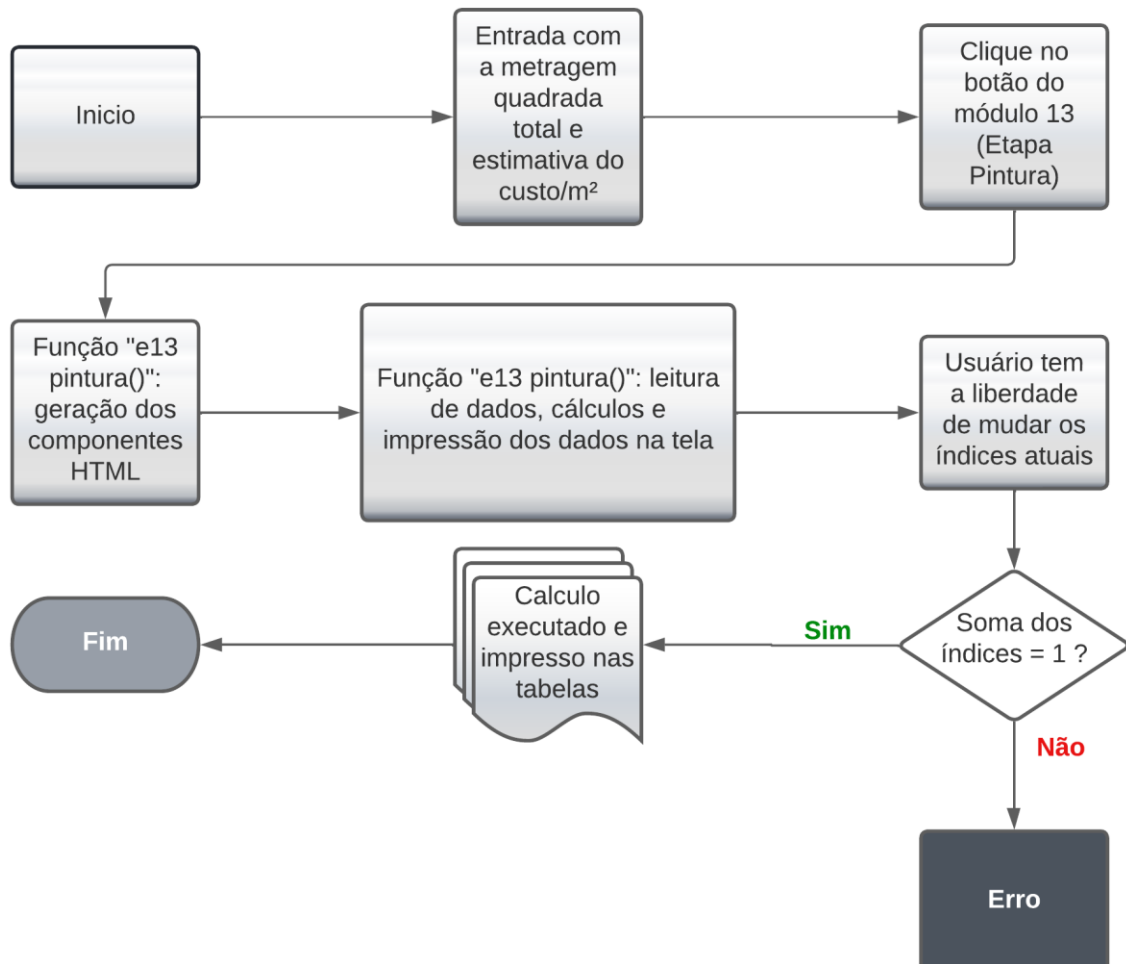 Inicio
Entrada com
a metragem
quadrada
total e
estimativa do
custo/m²
Clique no
botão do
módulo 13
(Etapa
Pintura)
Função "e13
pintura()":
geração dos
componentes
HTML
Função "e13 pintura()": leitura
de dados, cálculos e
impressão dos dados na tela
Usuário tem
a liberdade
de mudar os
índices atuais
Soma dos
índices = 1 ?
Sim
Calculo
executado e
impresso nas
tabelas
Fim
Não
Erro